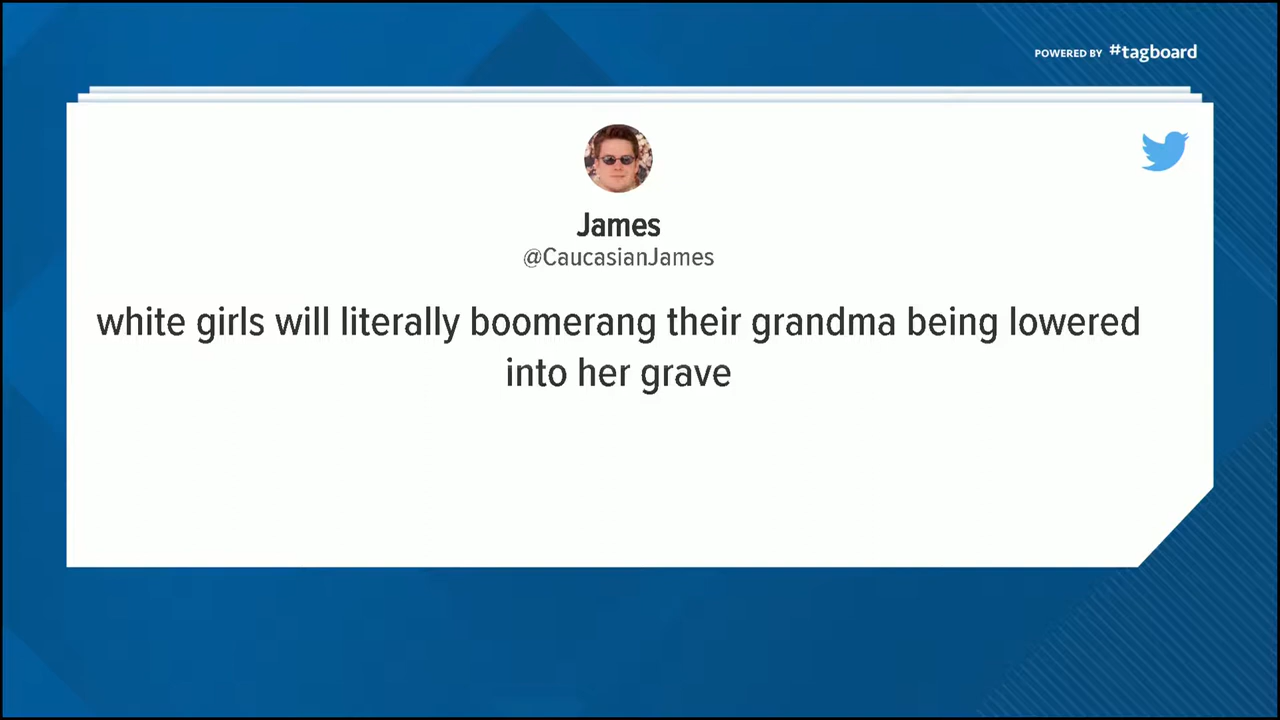 POWERED BY #tagboard
James
@CaucasianJames
white girls will literally boomerang their grandma being lowered
into her grave